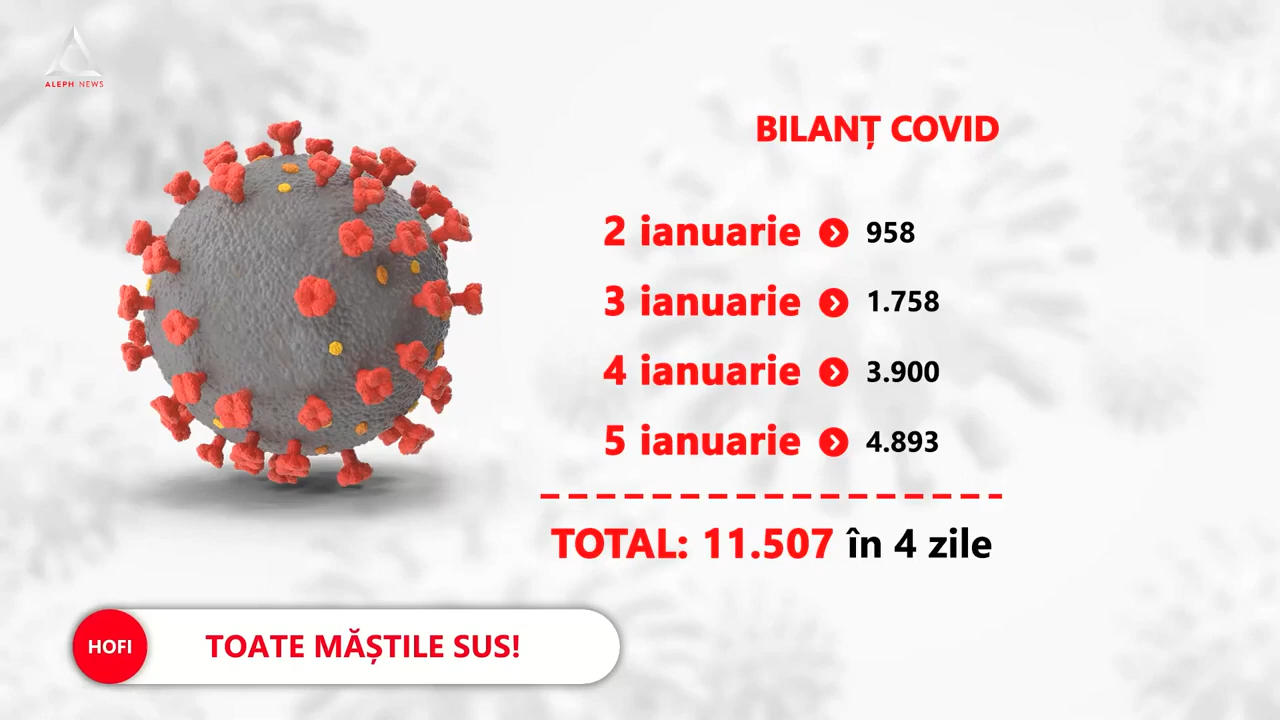 ALEPH NEWS
BILANȚ COVID
2 ianuarie 958
3 ianuarie 1.758
4 ianuarie 3.900
5 ianuarie 4.893
TOTAL: 11.507 în 4 zile
HOFI TOATE MĂȘTILE SUS!